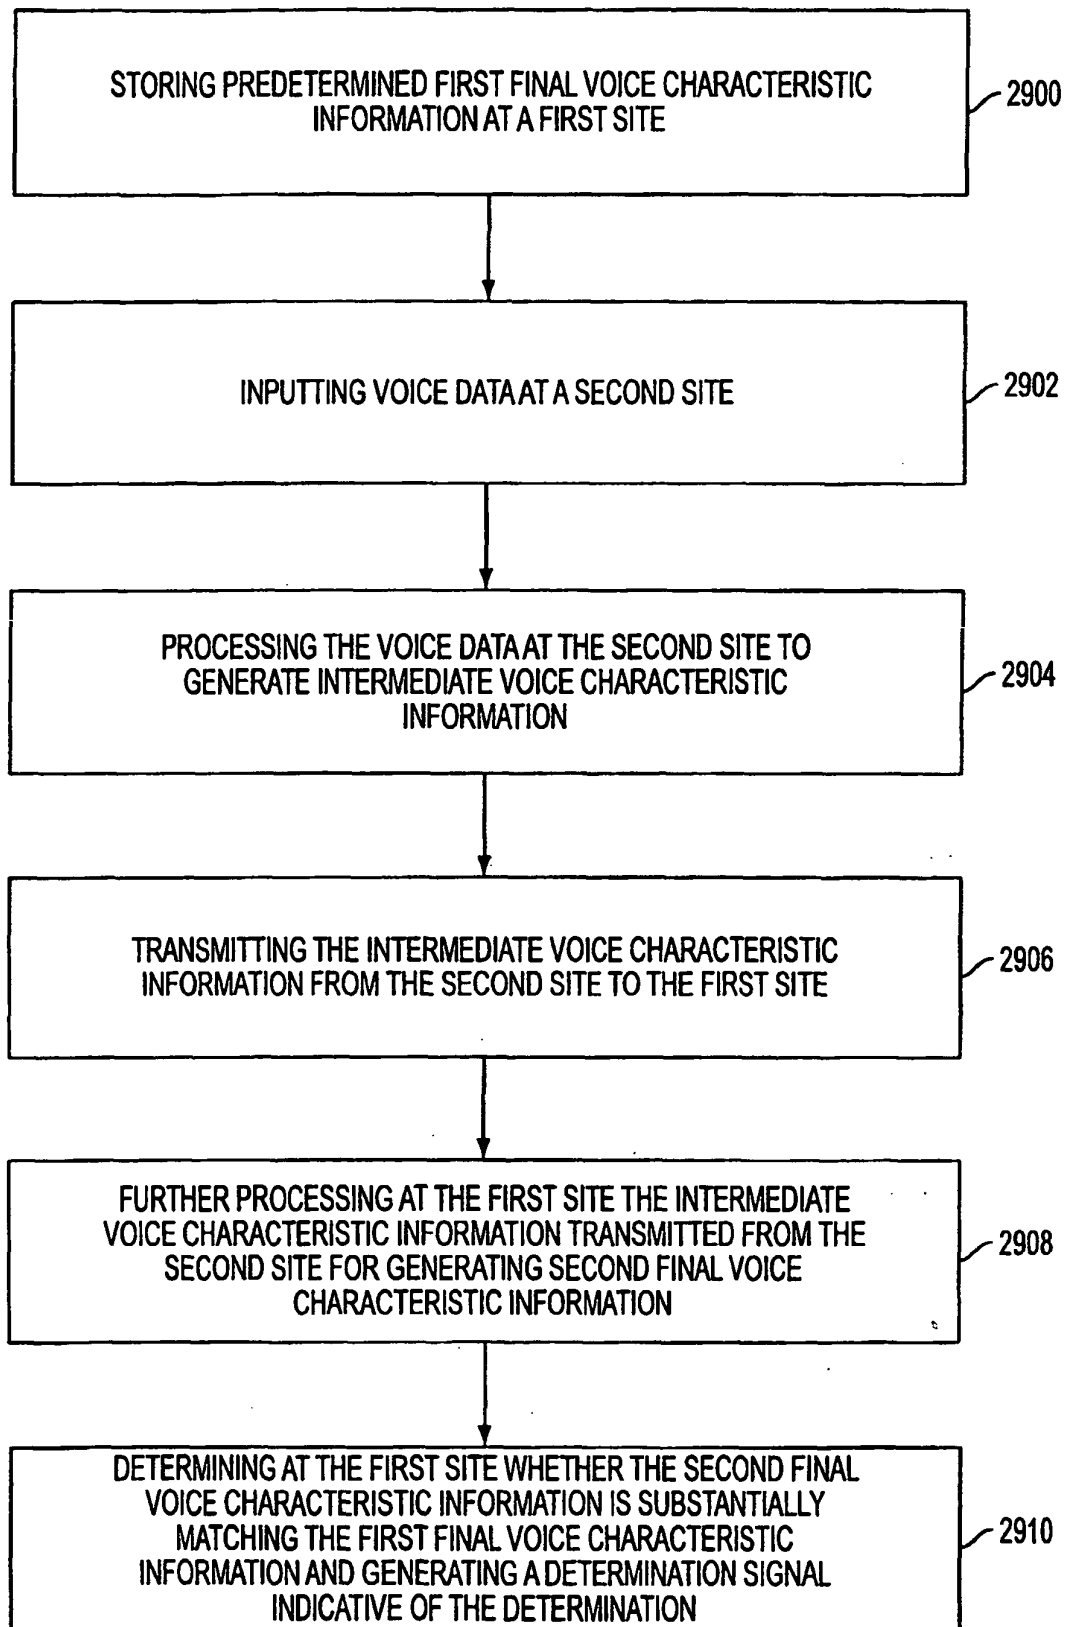 STORING PREDETERMINED FIRST FINAL VOICE CHARACTERISTIC
INFORMATION AT A FIRST SITE
2900
INPUTTING VOICE DATA AT A SECOND SITE
2902
PROCESSING THE VOICE DATA AT THE SECOND SITE TO
GENERATE INTERMEDIATE VOICE CHARACTERISTIC
INFORMATION
2904
TRANSMITTING THE INTERMEDIATE VOICE CHARACTERISTIC
INFORMATION FROM THE SECOND SITE TO THE FIRST SITE
2906
FURTHER PROCESSING AT THE FIRST SITE THE INTERMEDIATE
VOICE CHARACTERISTIC INFORMATION TRANSMITTED FROM THE
SECOND SITE FOR GENERATING SECOND FINAL VOICE
CHARACTERISTIC INFORMATION
2908
DETERMINING AT THE FIRST SITE WHETHER THE SECOND FINAL
VOICE CHARACTERISTIC INFORMATION IS SUBSTANTIALLY
MATCHING THE FIRST FINAL VOICE CHARACTERISTIC
INFORMATION AND GENERATING A DETERMINATION SIGNAL
INDICATIVE OF THE DETERMINATION
2910